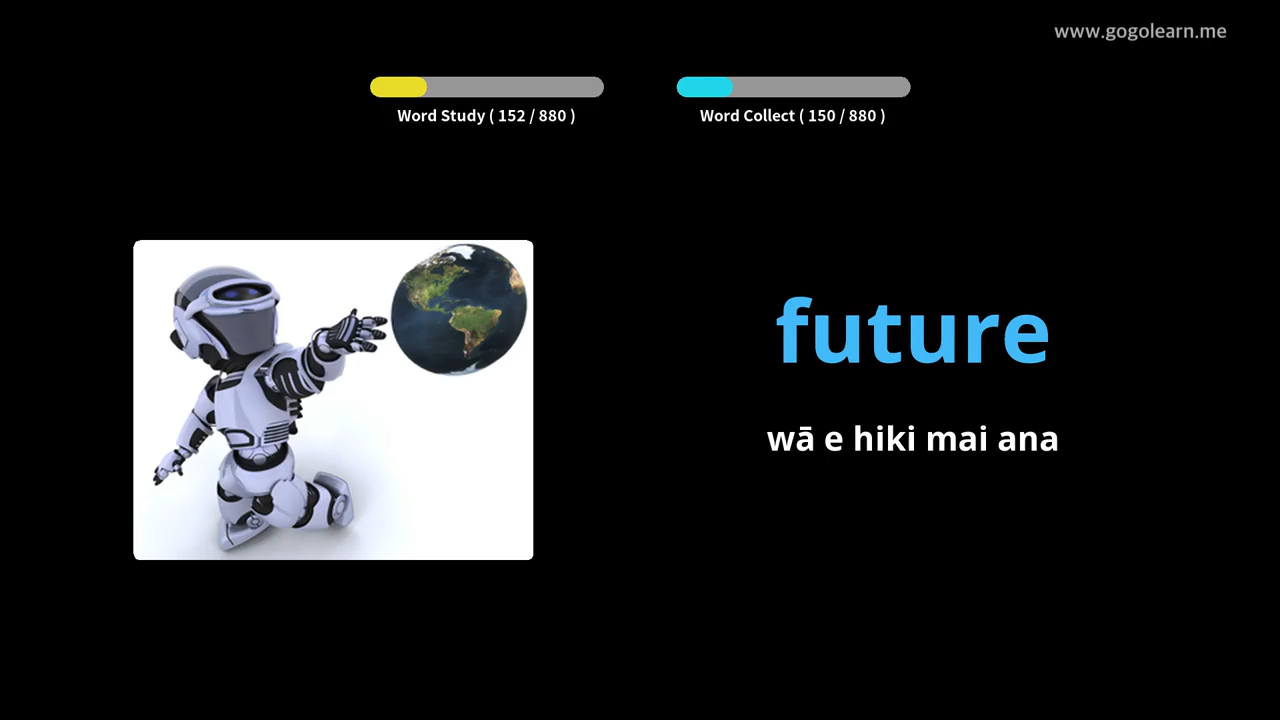 www.gogolearn.me
Word Study ( 152 / 880 )
Word Collect ( 150 / 880 )
future
wā e hiki mai ana